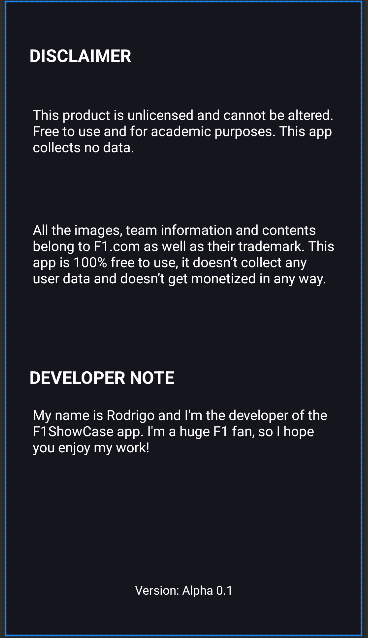 DISCLAIMER
This product is unlicensed and cannot be altered.
Free to use and for academic purposes. This app
collects no data.
All the images, team information and contents
belong to F1.com as well as their trademark. This
app is 100% free to use, it doesn't collect any
user data and doesn't get monetized in any way.
DEVELOPER NOTE
My name is Rodrigo and I'm the developer of the
F1ShowCase app. I'm a huge F1 fan, so I hope
you enjoy my work!
Version: Alpha 0.1